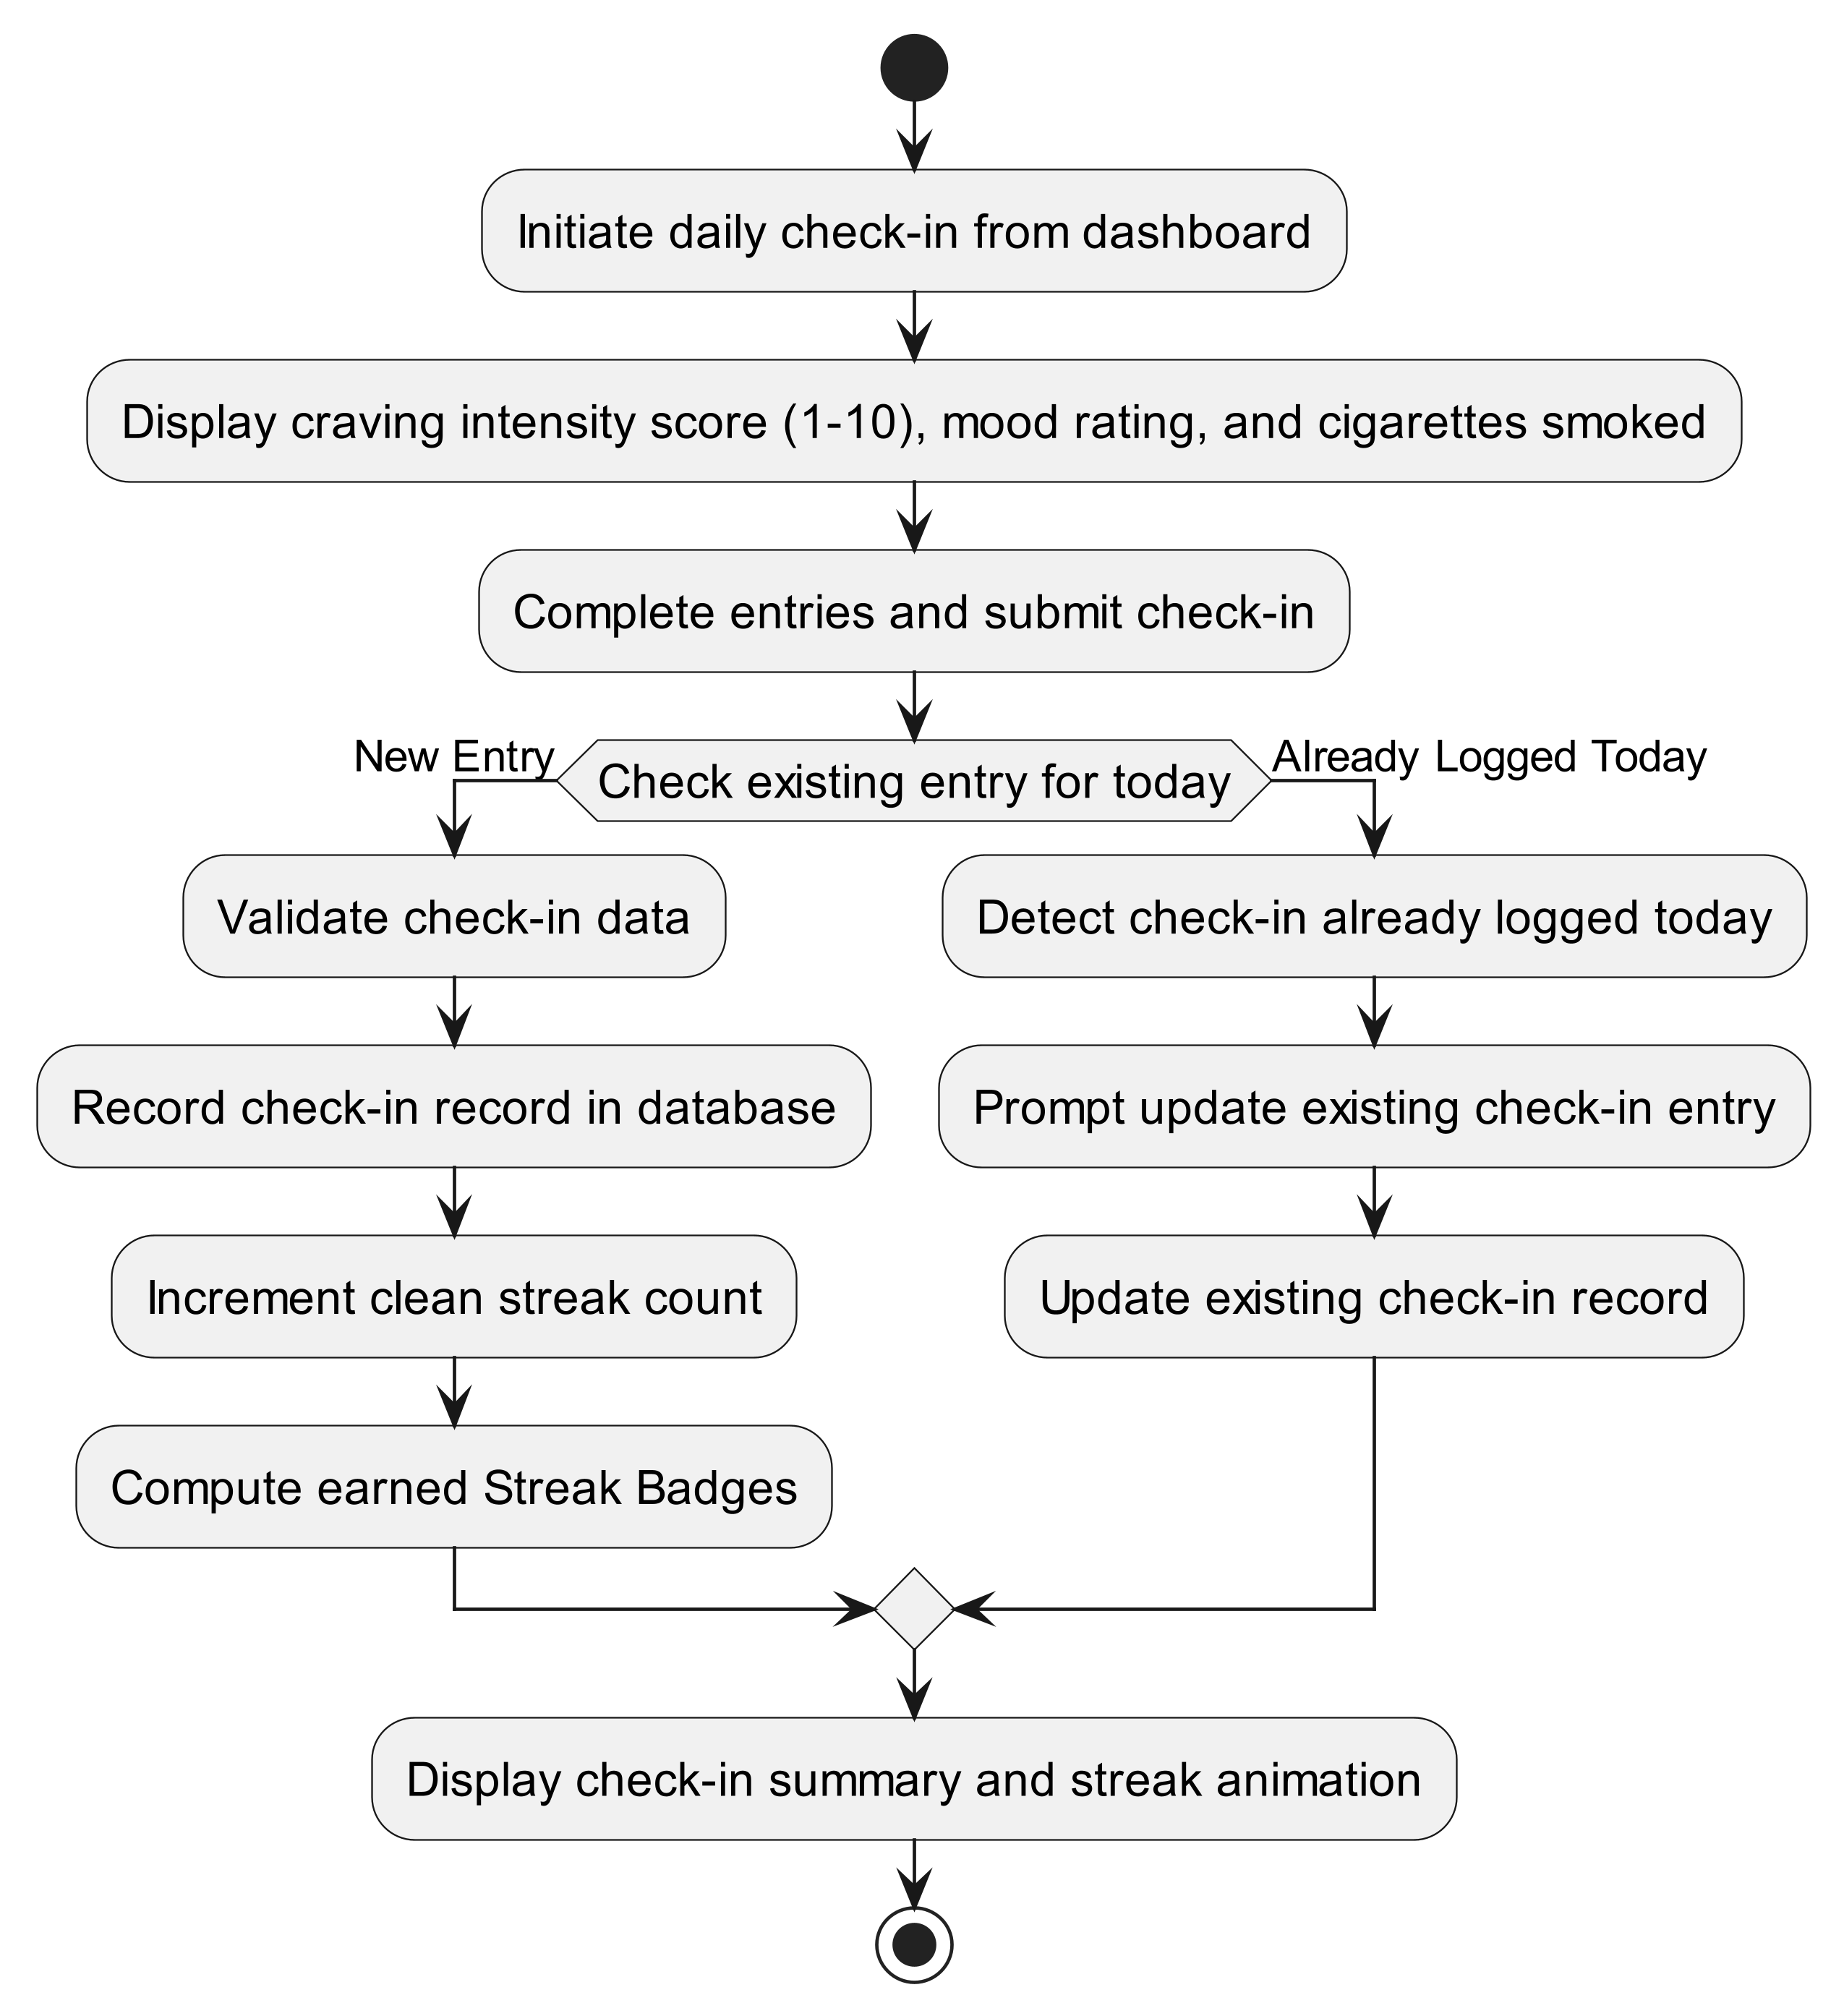 Initiate daily check-in from dashboard
Display craving intensity score (1-10), mood rating, and cigarettes smoked
Complete entries and submit check-in
New Entry
Check existing entry for today
Already Logged Today
Validate check-in data
Detect check-in already logged today
Record check-in record in database
Prompt update existing check-in entry
Increment clean streak count
Update existing check-in record
Compute earned Streak Badges
Display check-in summary and streak animation